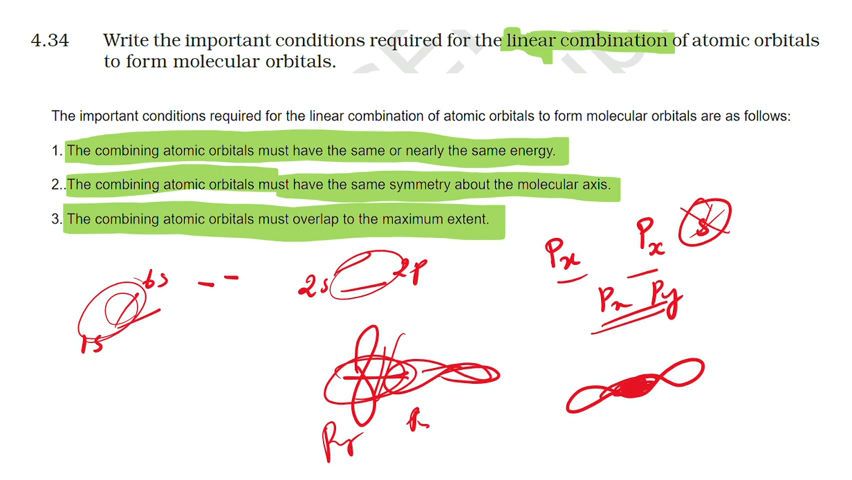 4.34 Write the important conditions required for the linear combination of atomic orbitals
to form molecular orbitals.
The important conditions required for the linear combination of atomic orbitals to form molecular orbitals are as follows:
1. The combining atomic orbitals must have the same or nearly the same energy.
2..The combining atomic orbitals must have the same symmetry about the molecular axis.
3. The combining atomic orbitals must overlap to the maximum extent.
Px
Px
Px Py
6s
2s 2p
1s
Py